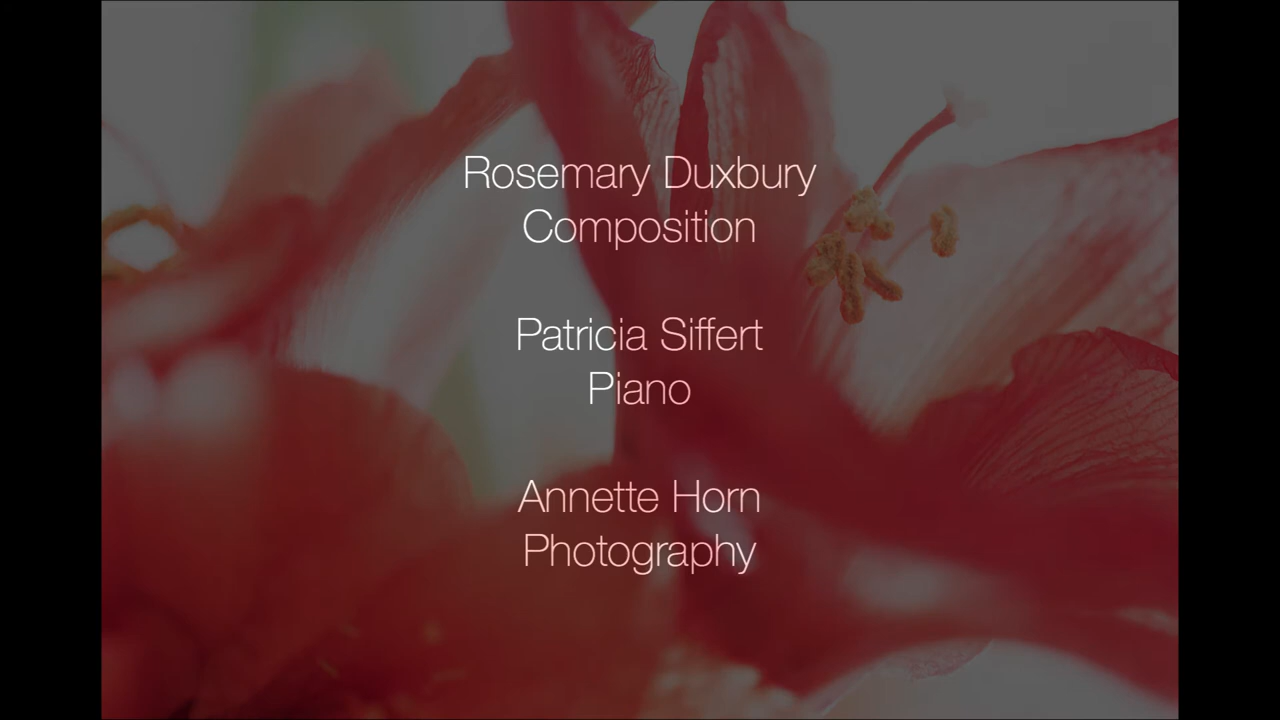 Rosemary Duxbury
Composition
Patricia Siffert
Piano
Annette Horn
Photography